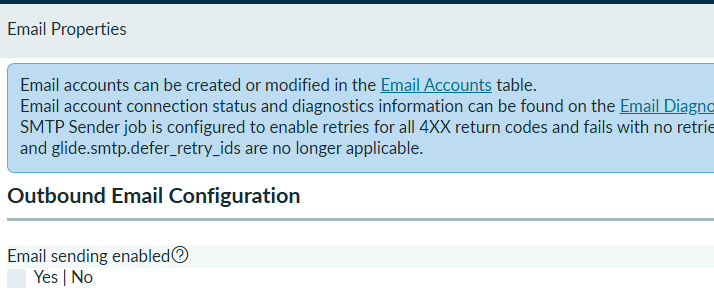 Email Properties
Email accounts can be created or modified in the Email Accounts table.
Email account connection status and diagnostics information can be found on the Email Diagno
SMTP Sender job is configured to enable retries for all 4XX return codes and fails with no retrie
and glide.smtp.defer_retry_ids are no longer applicable.
Outbound Email Configuration
Email sending enabled?
Yes | No